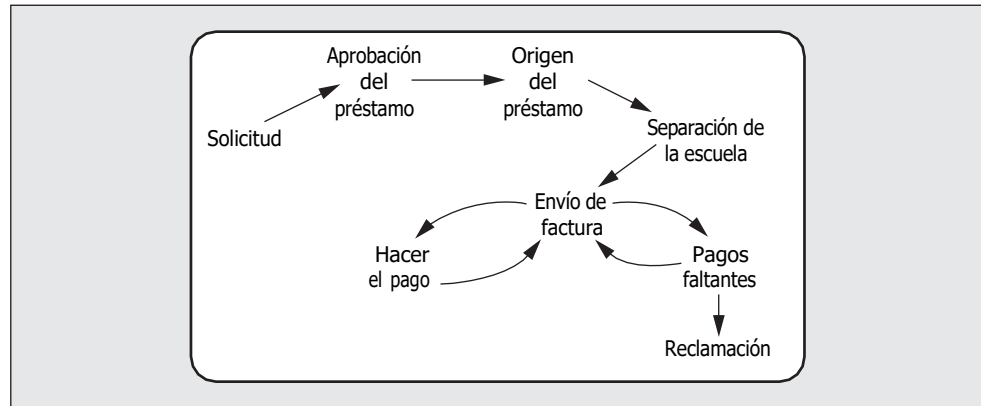 Aprobación
del
préstamo
Origen
del
préstamo
Solicitud
Separación de
la escuela
Envío de
factura
Hacer
el pago
Pagos
faltantes
Reclamación